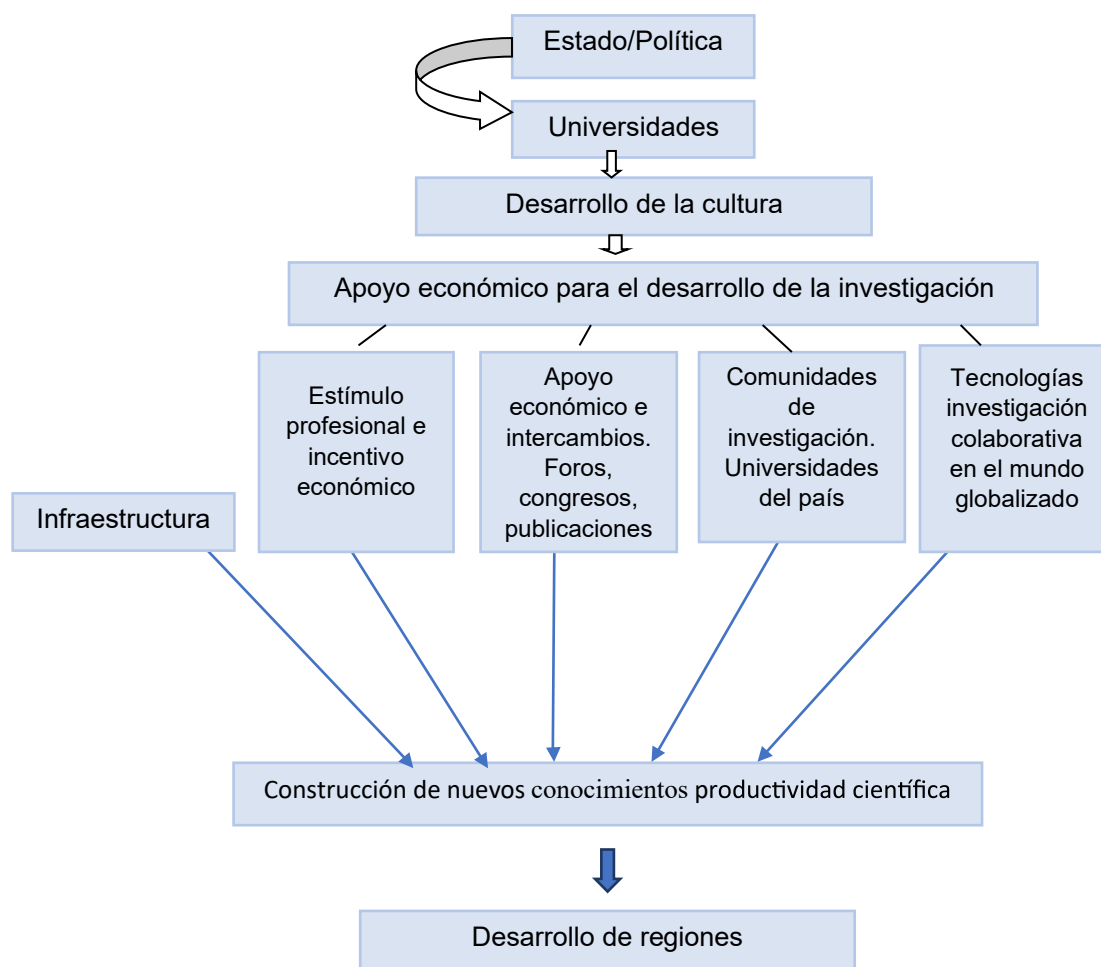 Estado/Política
Universidades
Desarrollo de la cultura
Apoyo económico para el desarrollo de la investigación
Estímulo
profesional e
incentivo
económico
Apoyo
económico e
intercambios.
Foros,
congresos,
publicaciones
Comunidades
de
investigación.
Universidades
del país
Tecnologías
investigación
colaborativa
en el mundo
globalizado
Infraestructura
Construcción de nuevos conocimientos productividad científica
Desarrollo de regiones